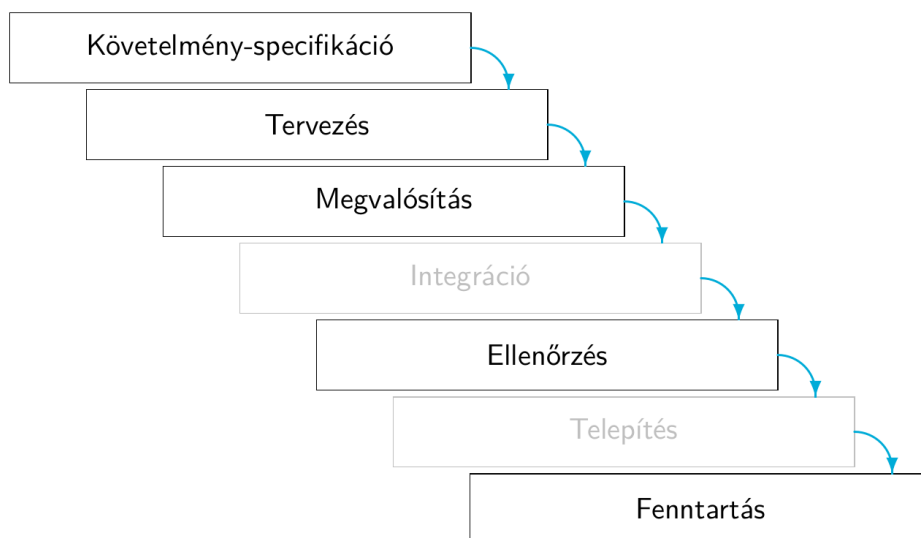 Követelmény-specifikáció
Tervezés
Megvalósítás
Integráció
Ellenőrzés
Telepítés
Fenntartás